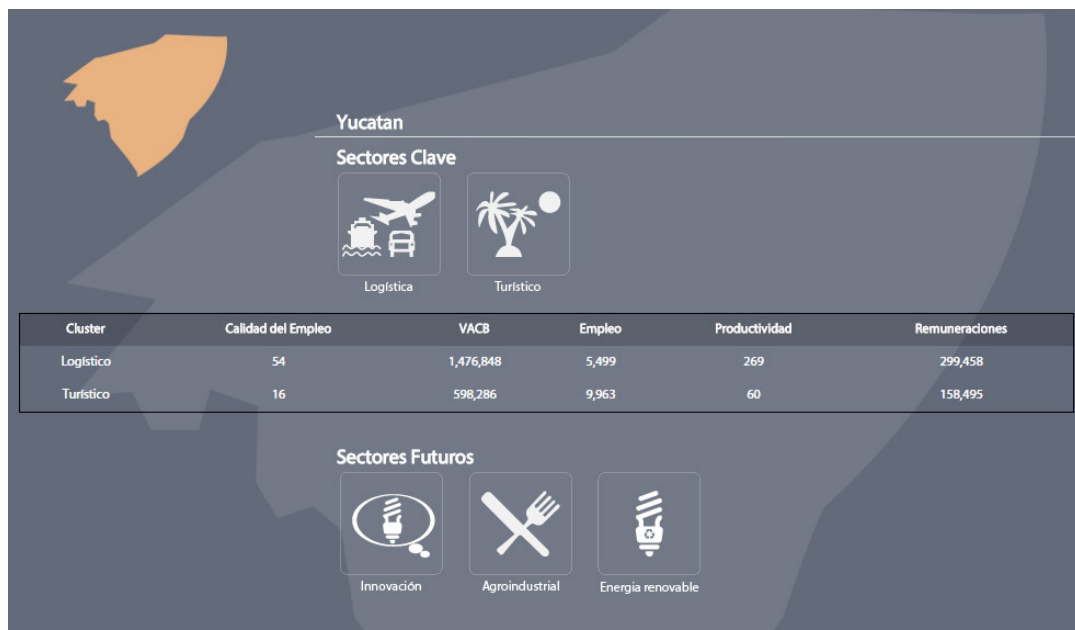 Yucatan
Sectores Clave
Logística
Turístico
Cluster Calidad del Empleo VACB Empleo Productividad Remuneraciones
Logístico 54 1,476,848 5,499 269 299,458
Turístico 16 598,286 9,963 60 158,495
Sectores Futuros
Innovación
Agroindustrial
Energia renovable